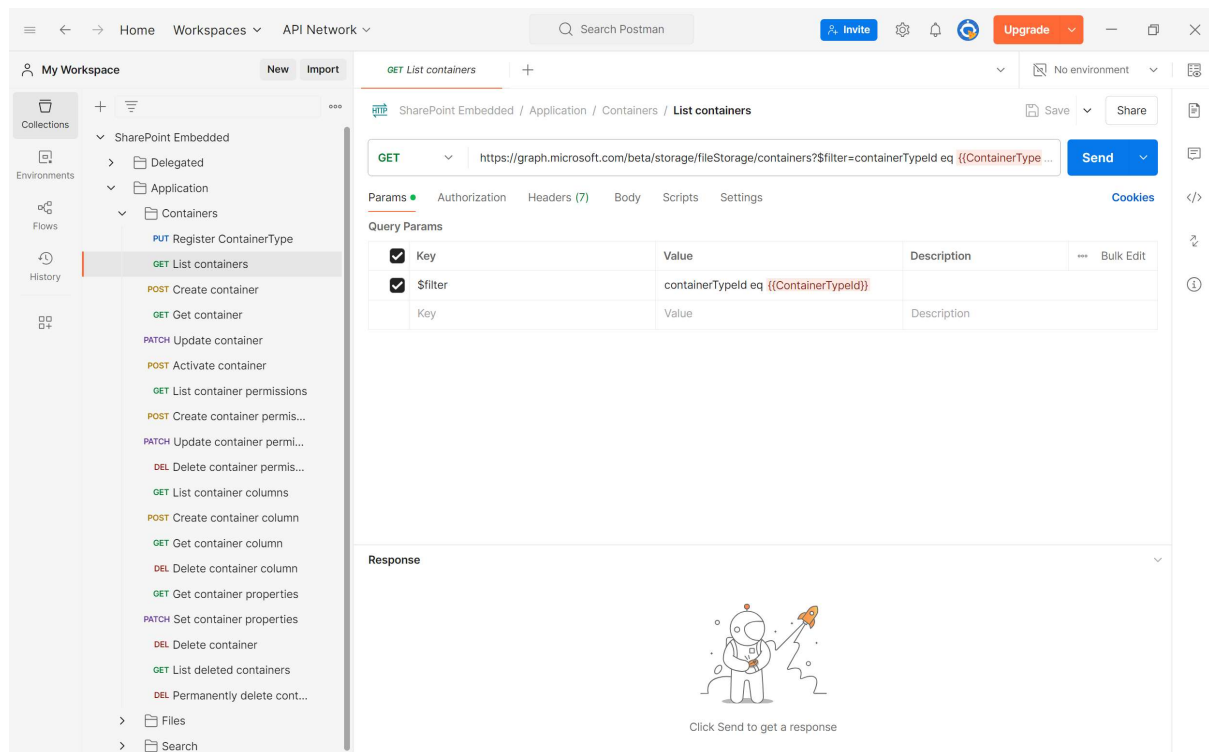 Home Workspaces API Network Search Postman Invite Upgrade
My Workspace New Import GET List containers No environment
Collections
Environments
Flows
History
SharePoint Embedded
Delegated
Application
Containers
PUT Register ContainerType
GET List containers
POST Create container
GET Get container
PATCH Update container
POST Activate container
GET List container permissions
POST Create container permis...
PATCH Update container permi...
DEL Delete container permis...
GET List container columns
POST Create container column
GET Get container column
DEL Delete container column
GET Get container properties
PATCH Set container properties
DEL Delete container
GET List deleted containers
DEL Permanently delete cont...
Files
Search
HTTP SharePoint Embedded / Application / Containers / List containers Save Share
GET https://graph.microsoft.com/beta/storage/fileStorage/containers?$filter=containerTypeId eq {{ContainerType ... Send
Params Authorization Headers (7) Body Scripts Settings Cookies
Query Params
Key Value Description Bulk Edit
$filter containerTypeId eq {{ContainerTypeId}}
Key Value Description
Response
Click Send to get a response